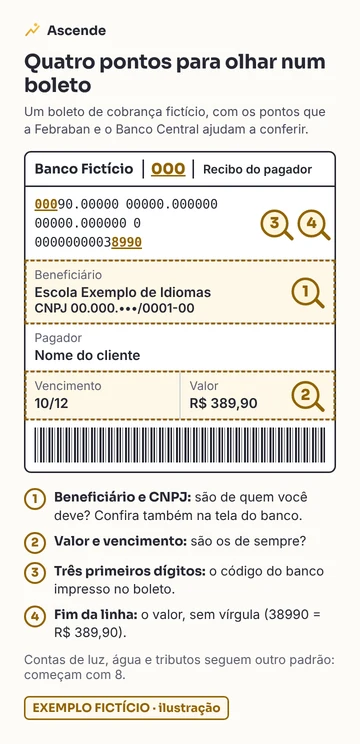 Ascende
Quatro pontos para olhar num
boleto
Um boleto de cobrança fictício, com os pontos que
a Febraban e o Banco Central ajudam a conferir.
Banco Fictício | 000 | Recibo do pagador
00090.00000 00000.000000
00000.000000 0
00000000038990
3 4
Beneficiário
Escola Exemplo de Idiomas
CNPJ 00.000.•••/0001-00
1
Pagador
Nome do cliente
Vencimento
10/12
Valor
R$ 389,90
2
1 Beneficiário e CNPJ: são de quem você
deve? Confira também na tela do banco.
2 Valor e vencimento: são os de sempre?
3 Três primeiros dígitos: o código do banco
impresso no boleto.
4 Fim da linha: o valor, sem vírgula (38990 =
R$ 389,90).
Contas de luz, água e tributos seguem outro padrão:
começam com 8.
EXEMPLO FICTÍCIO · ilustração